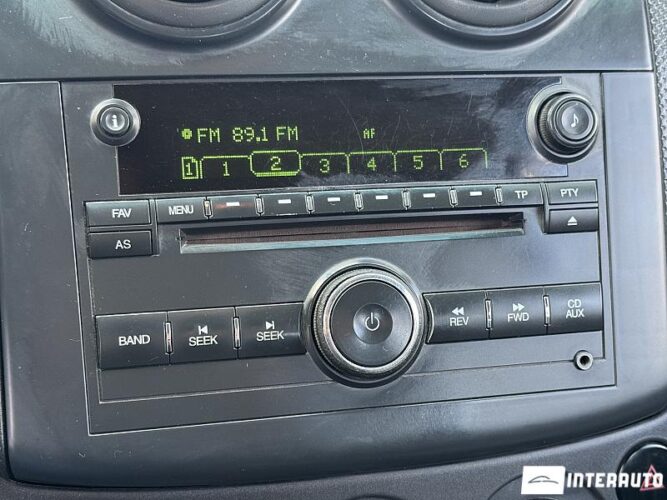 FM 89.1 FM AF
1 1 2 3 4 5 6
i
FAV MENU TP PTY
AS
BAND SEEK SEEK REV FWD CD AUX
INTERAUTO